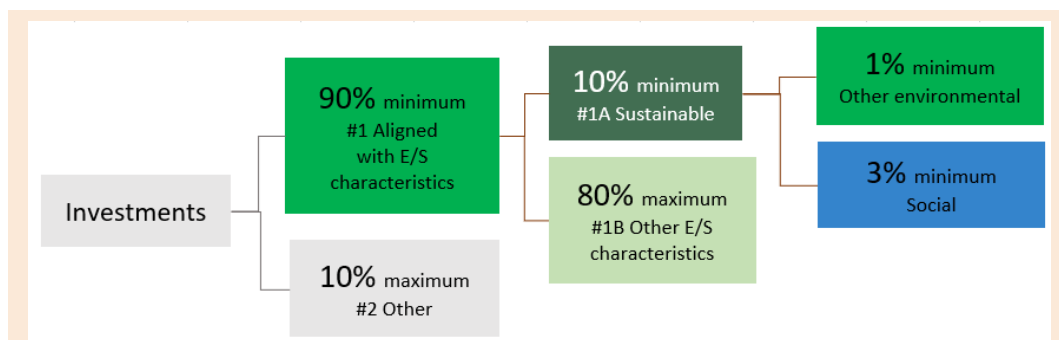 Investments
90% minimum
#1 Aligned
with E/S
characteristics
10% maximum
#2 Other
10% minimum
#1A Sustainable
80% maximum
#1B Other E/S
characteristics
1% minimum
Other environmental
3% minimum
Social